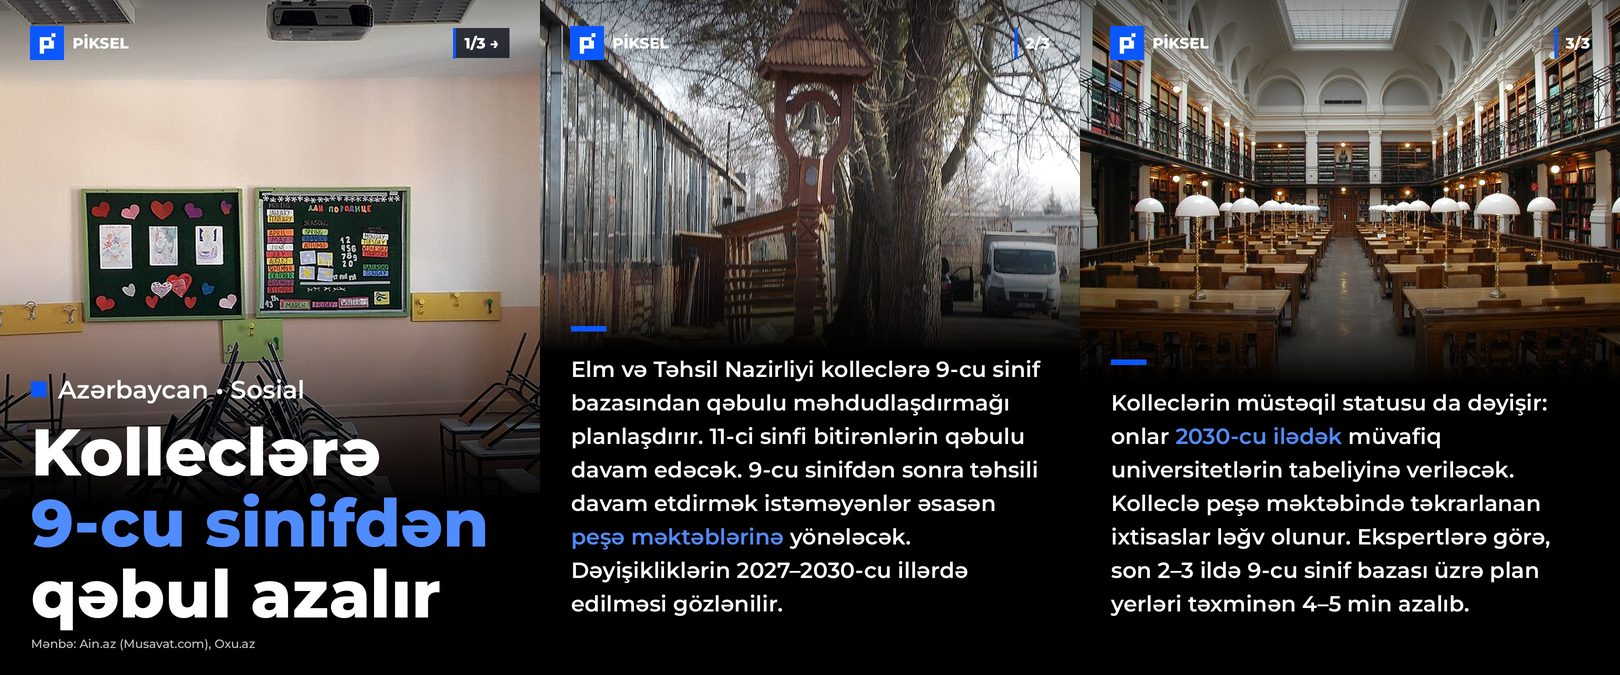 PİKSEL
1/3 →
ДАН ПОРОДИЦЕ
Azərbaycan • Sosial
Kolleclərə
9-cu sinifdən
qəbul azalır
Mənbə: Ain.az (Musavat.com), Oxu.az
PİKSEL
2/3
Elm və Təhsil Nazirliyi kolleclərə 9-cu sinif
bazasından qəbulu məhdudlaşdırmağı
planlaşdırır. 11-ci sinfi bitirənlərin qəbulu
davam edəcək. 9-cu sinifdən sonra təhsili
davam etdirmək istəməyənlər əsasən
peşə məktəblərinə yönələcək.
Dəyişikliklərin 2027–2030-cu illərdə
edilməsi gözlənilir.
PİKSEL
3/3
Kolleclərin müstəqil statusu da dəyişir:
onlar 2030-cu ilədək müvafiq
universitetlərin tabeliyinə veriləcək.
Kolleclə peşə məktəbində təkrarlanan
ixtisaslar ləğv olunur. Ekspertlərə görə,
son 2–3 ildə 9-cu sinif bazası üzrə plan
yerləri təxminən 4–5 min azalıb.